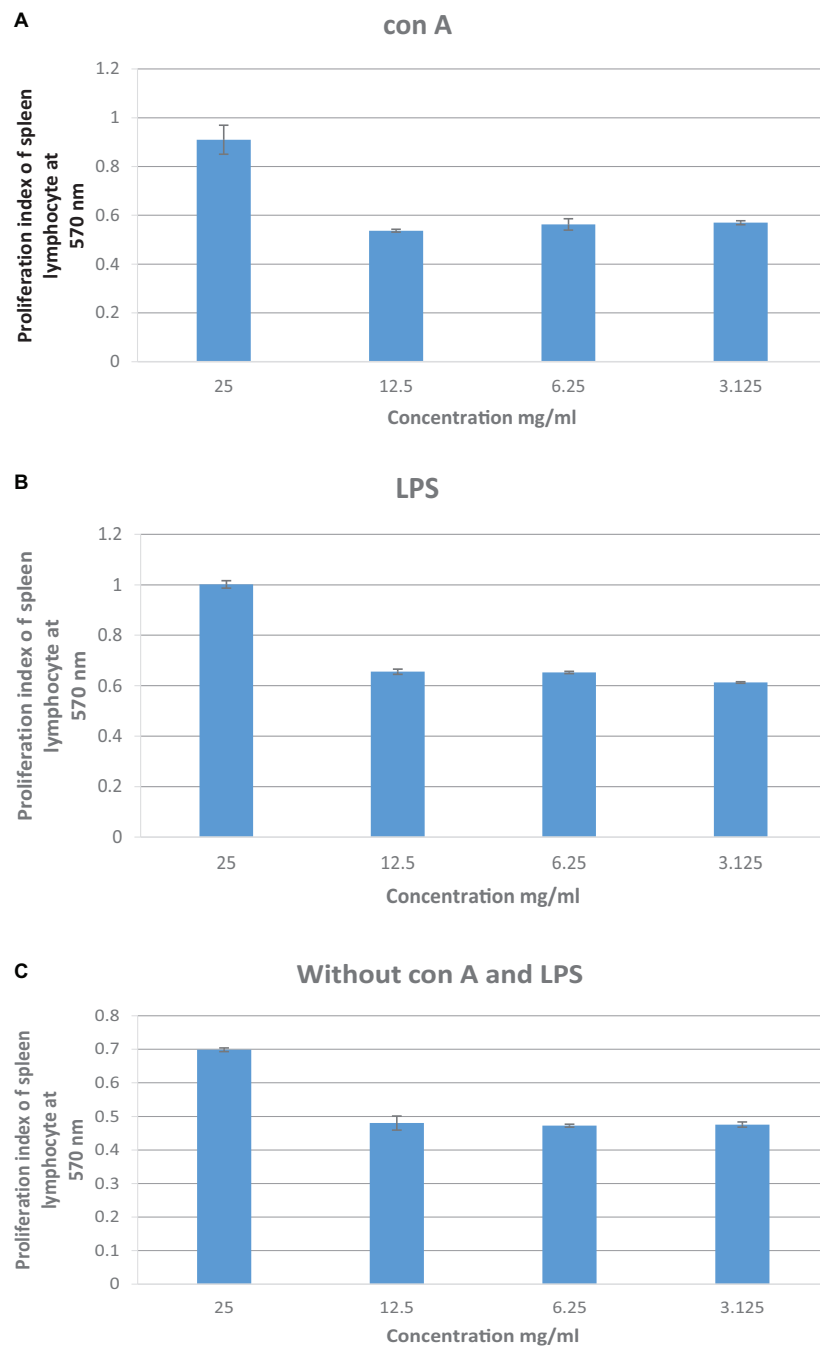 A
con A
Proliferation index o f spleen
lymphocyte at
570 nm
1.2
1
0.8
0.6
0.4
0.2
0
25 12.5 6.25 3.125
Concentration mg/ml
B
LPS
Proliferation index o f spleen
lymphocyte at
570 nm
1.2
1
0.8
0.6
0.4
0.2
0
25 12.5 6.25 3.125
Concentration mg/ml
C
Without con A and LPS
Proliferation index o f spleen
lymphocyte at
570 nm
0.8
0.7
0.6
0.5
0.4
0.3
0.2
0.1
0
25 12.5 6.25 3.125
Concentration mg/ml